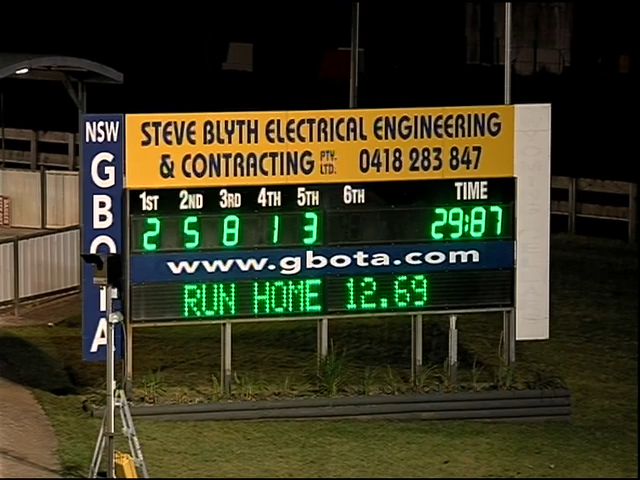 STEVE BLYTH ELECTRICAL ENGINEERING
& CONTRACTING PTY. LTD. 0418 283 847
NSW
GBOTA
1ST 2ND 3RD 4TH 5TH 6TH TIME
2 5 8 1 3 29:87
www.gbota.com
RUN HOME 12.69